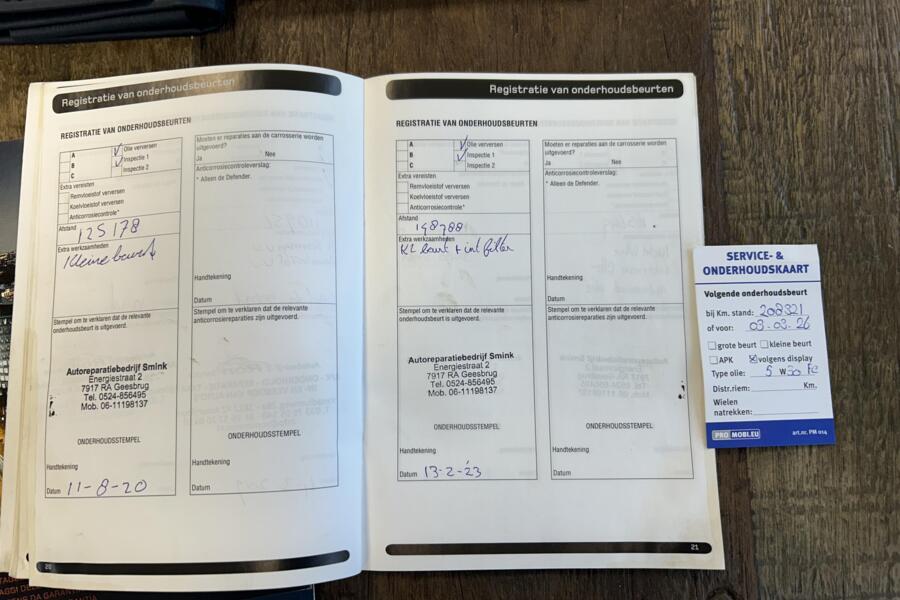 Registratie van onderhoudsbeurten
REGISTRATIE VAN ONDERHOUDSBEURTEN
A
B
C
Olie verversen
Inspectie 1
Inspectie 2
Extra vereisten
Remvloeistof verversen
Koelvloeistof verversen
Anticorrosiecontrole*
Afstand
125178
Extra werkzaamheden
Kleine beurt
Stempel om te verklaren dat de relevante
onderhoudsbeurt is uitgevoerd.
Autoreparatiebedrijf Smink
Energiestraat 2
7917 RA Geesbrug
Tel. 0524-856495
Mob. 06-11198137
ONDERHOUDSSTEMPEL
Handtekening
Datum 11-8-20
Moeten er reparaties aan de carrosserie worden
uitgevoerd?
Ja Nee
Anticorrosiecontroleverslag:
* Alleen de Defender.
Handtekening
Datum
Stempel om te verklaren dat de relevante
anticorrosiereparaties zijn uitgevoerd.
ONDERHOUDSSTEMPEL
Handtekening
Datum
20
Registratie van onderhoudsbeurten
REGISTRATIE VAN ONDERHOUDSBEURTEN
A
B
C
Olie verversen
Inspectie 1
Inspectie 2
Extra vereisten
Remvloeistof verversen
Koelvloeistof verversen
Anticorrosiecontrole*
Afstand
198788
Extra werkzaamheden
KL beurt + int filter
Stempel om te verklaren dat de relevante
onderhoudsbeurt is uitgevoerd.
Autoreparatiebedrijf Smink
Energiestraat 2
7917 RA Geesbrug
Tel. 0524-856495
Mob. 06-11198137
ONDERHOUDSSTEMPEL
Handtekening
Datum 13-2-'23
Moeten er reparaties aan de carrosserie worden
uitgevoerd?
Ja Nee
Anticorrosiecontroleverslag:
* Alleen de Defender.
Handtekening
Datum
Stempel om te verklaren dat de relevante
anticorrosiereparaties zijn uitgevoerd.
ONDERHOUDSSTEMPEL
Handtekening
Datum
21
SERVICE- &
ONDERHOUDSKAART
Volgende onderhoudsbeurt
bij Km. stand: 208321
of voor: 03-03-26
grote beurt kleine beurt
APK volgens display
Type olie: 5 W30 Fe
Distr.riem: Km.
Wielen
natrekken:
PROMOBI.EU art.nr. PM 014